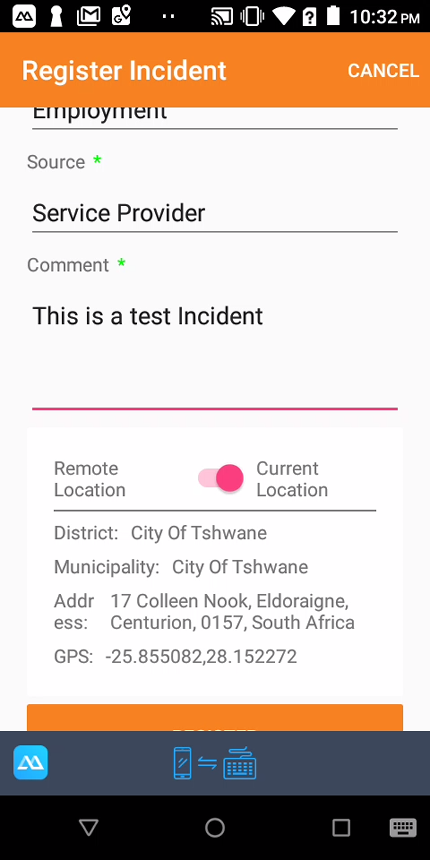 10:32 PM
Register Incident
CANCEL
Employment
Source *
Service Provider
Comment *
This is a test Incident
Remote Location
Current Location
District: City Of Tshwane
Municipality: City Of Tshwane
Address: 17 Colleen Nook, Eldoraigne,
Centurion, 0157, South Africa
GPS: -25.855082,28.152272
REGISTER